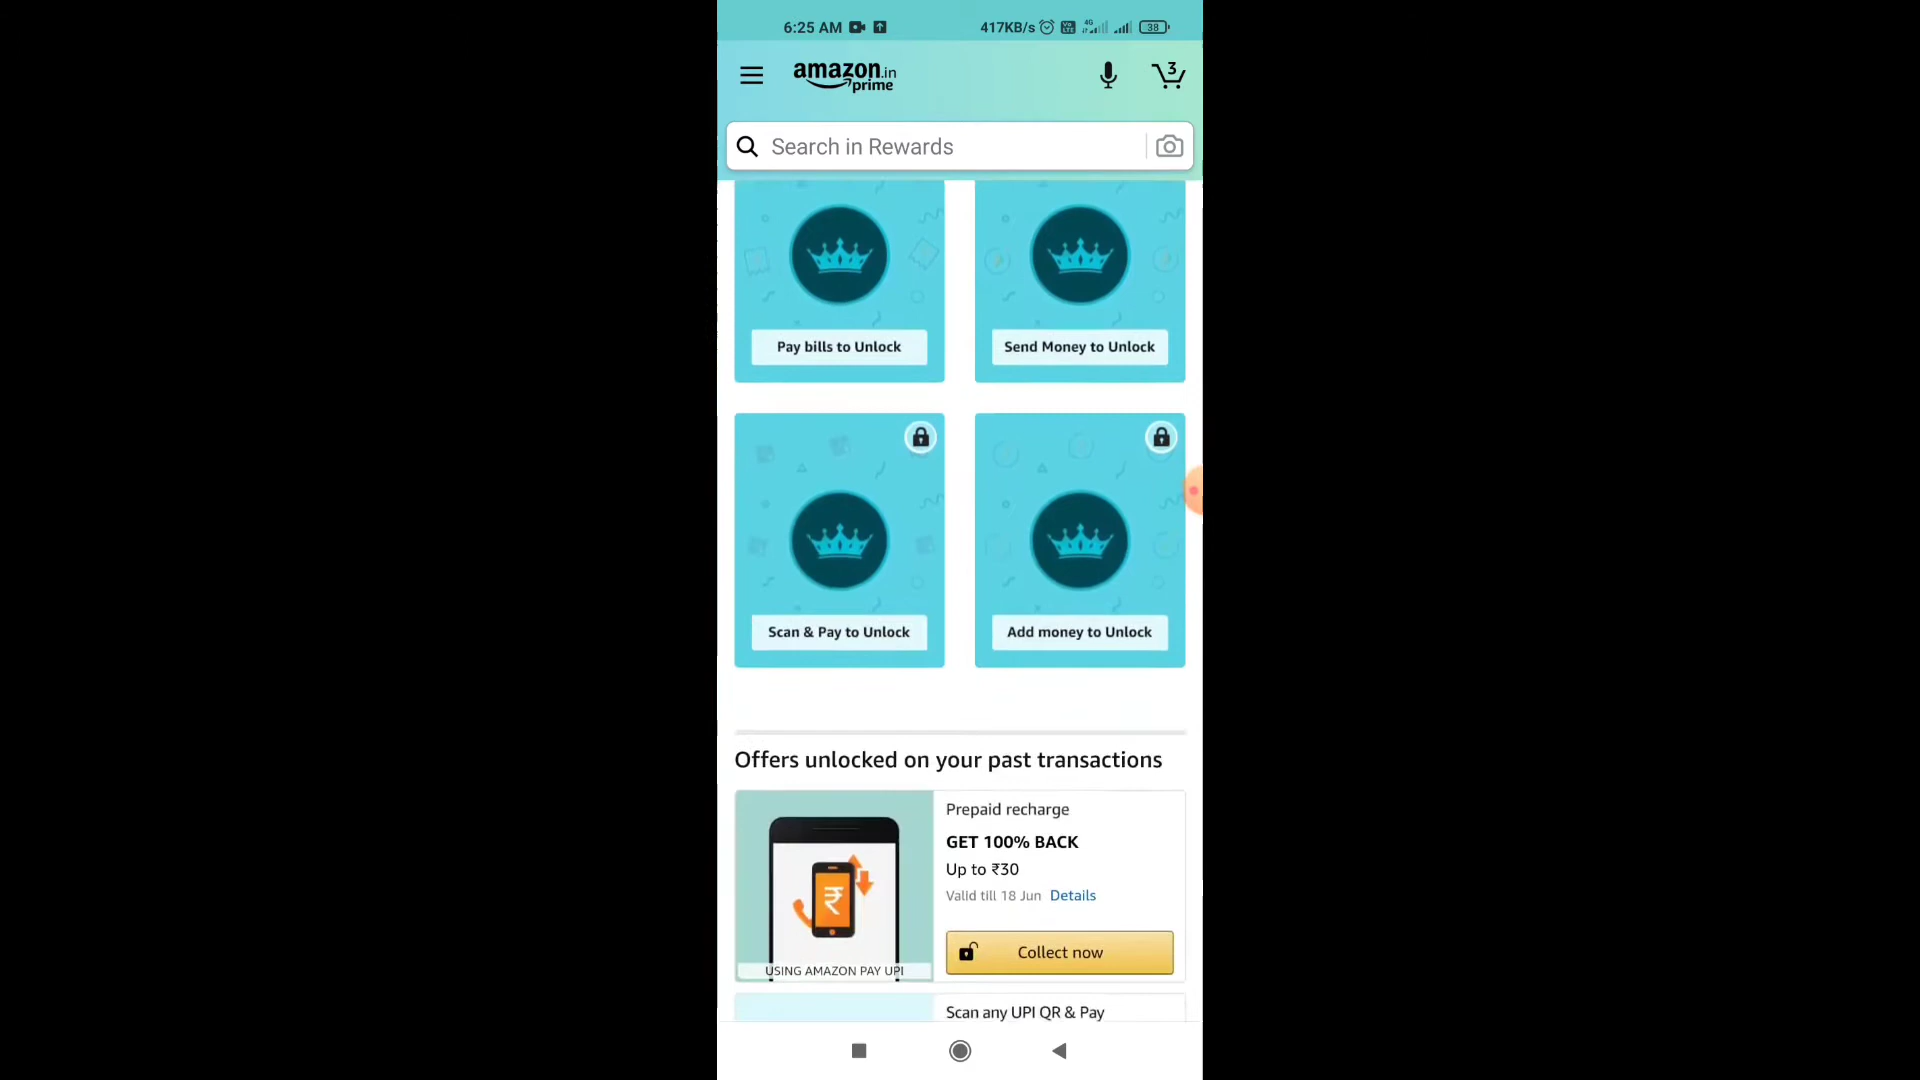 6:25 AM 417KB/s Vo LTE 4G 38
amazon.in
prime
3
Search in Rewards
Pay bills to Unlock
Send Money to Unlock
Scan & Pay to Unlock
Add money to Unlock
Offers unlocked on your past transactions
Prepaid recharge
GET 100% BACK
Up to ₹30
Valid till 18 Jun Details
₹
USING AMAZON PAY UPI
Collect now
Scan any UPI QR & Pay